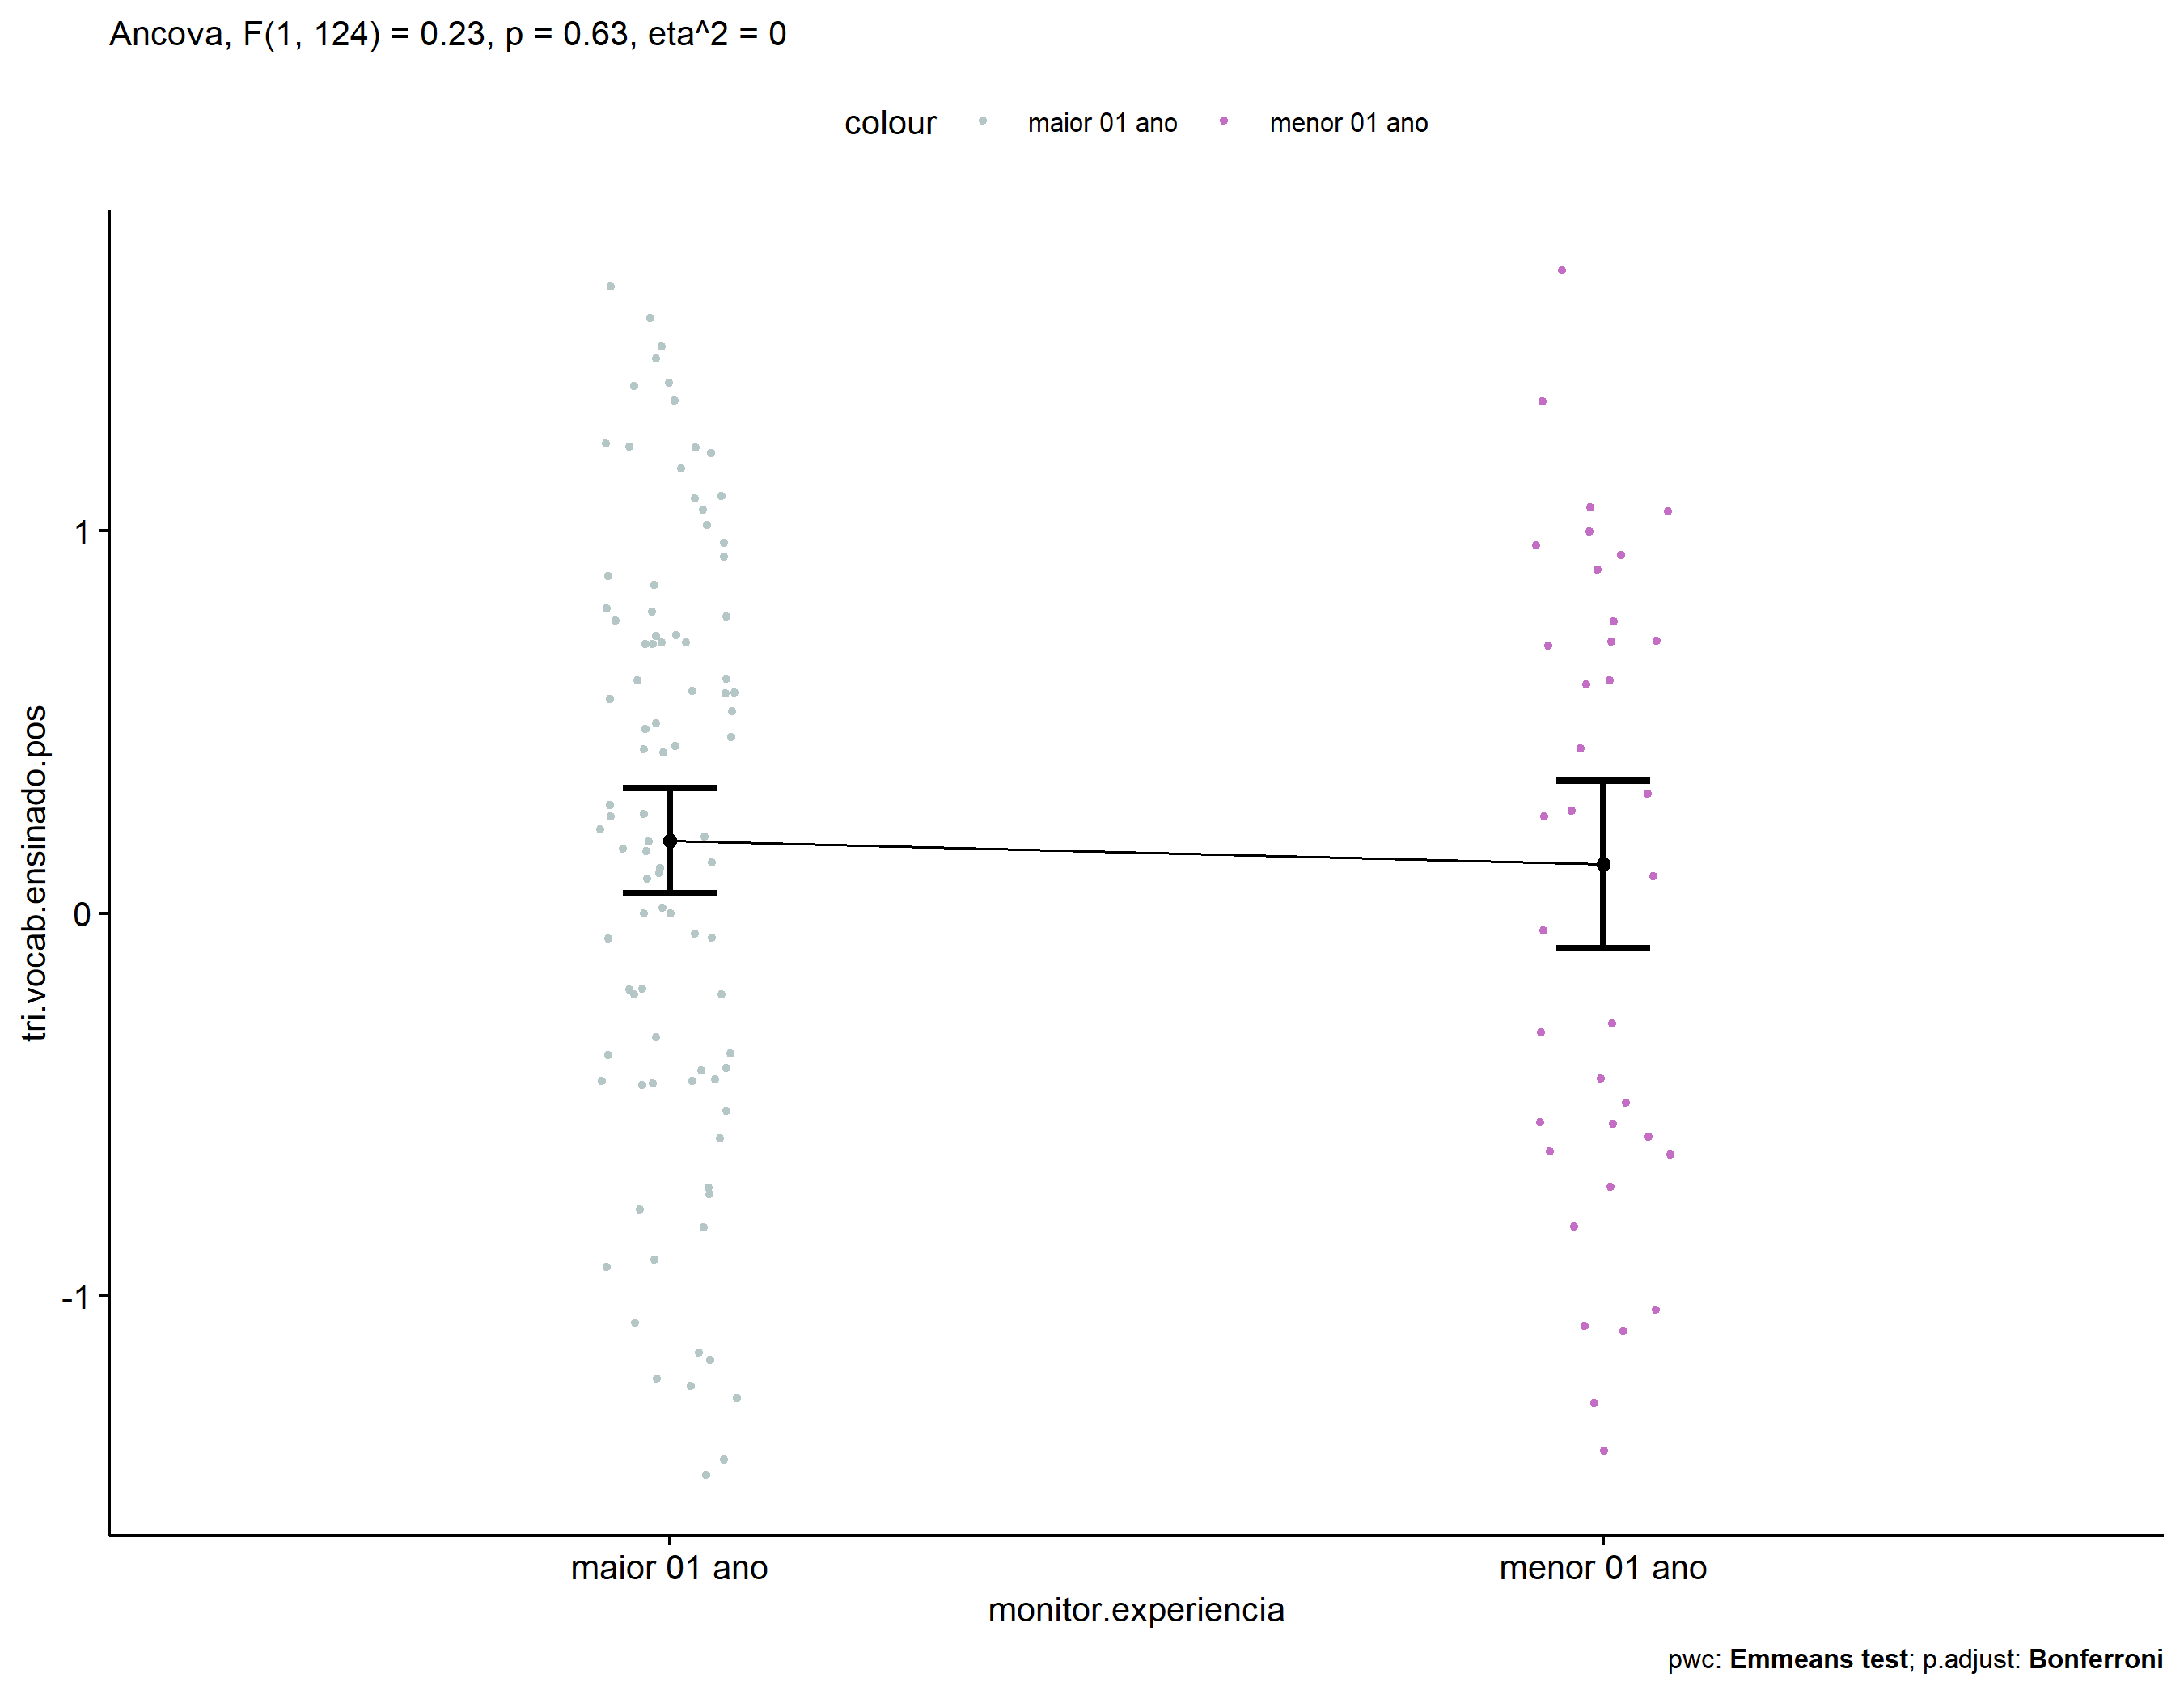 Ancova, F(1, 124) = 0.23, p = 0.63, eta^2 = 0
colour maior 01 ano menor 01 ano
tri.vocab.ensinado.pos
1
0
-1
maior 01 ano menor 01 ano
monitor.experiencia
pwc: Emmeans test; p.adjust: Bonferroni